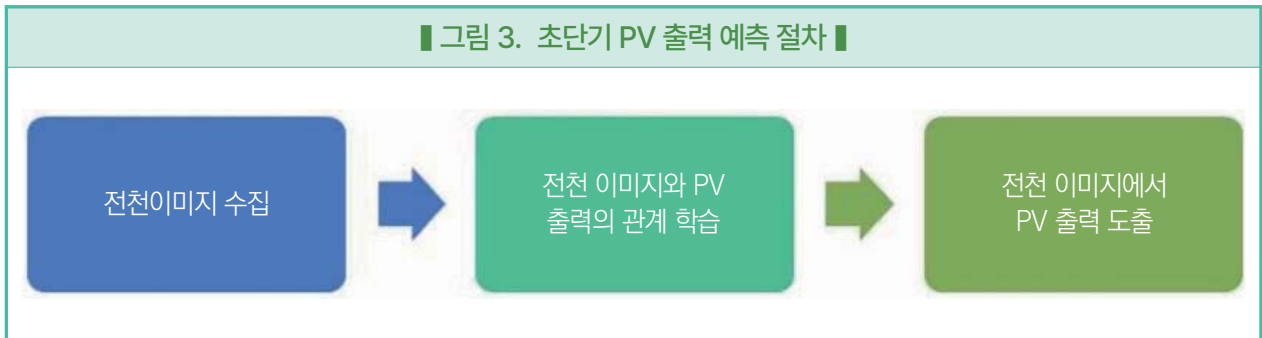 ▌그림 3. 초단기 PV 출력 예측 절차▐
전천이미지 수집
전천 이미지와 PV
출력의 관계 학습
전천 이미지에서
PV 출력 도출